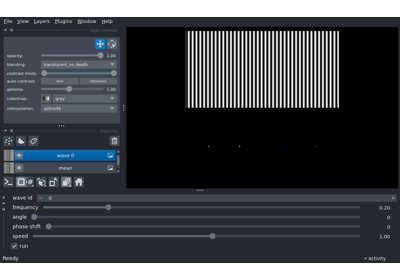 File View Layers Plugins Window Help
opacity: 1.00
blending: translucent_no_depth
contrast limits:
auto-contrast: once continuous
gamma: 1.00
colormap: gray
interpolation: spline36
wave 0
mean
wave id 0
frequency 0.20
angle 0
phase shift 0
speed 1.00
run
Ready activity